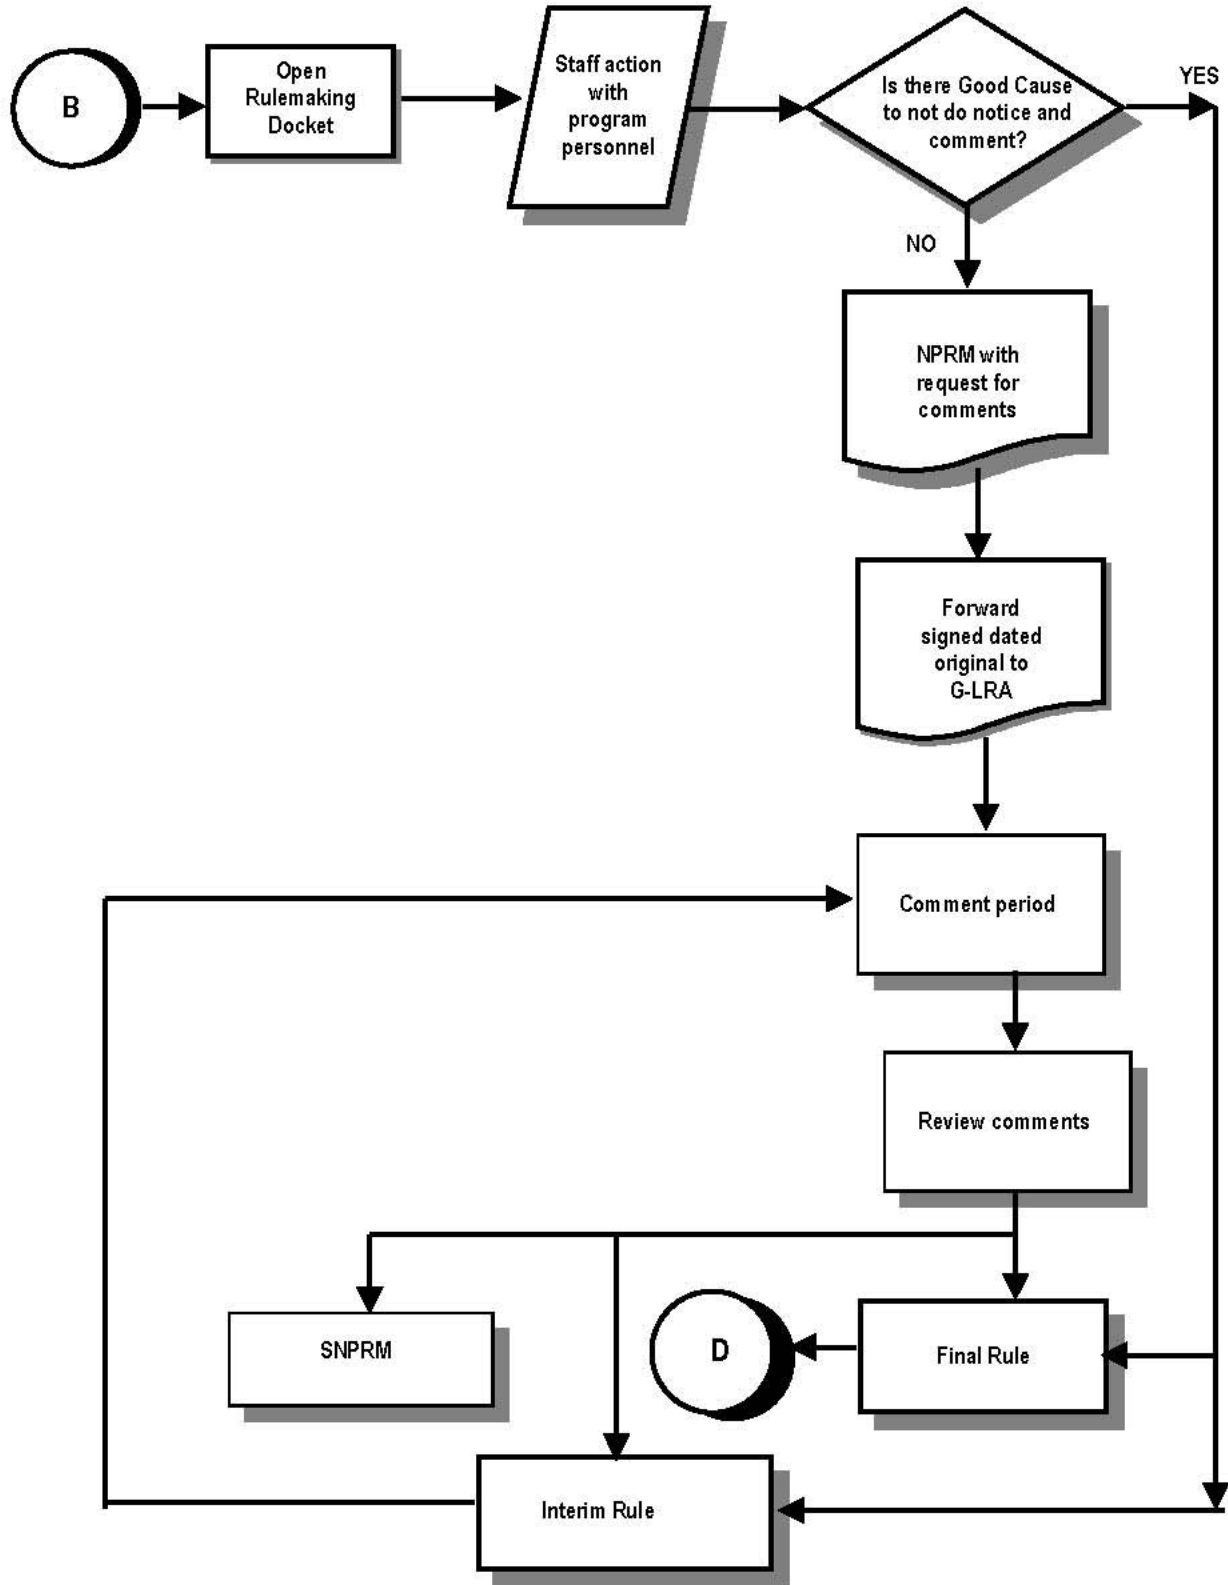 B
Open
Rulemaking
Docket
Staff action
with
program
personnel
Is there Good Cause
to not do notice and
comment?
YES
NO
NPRM with
request for
comments
Forward
signed dated
original to
G-LRA
Comment period
Review comments
SNPRM
D
Final Rule
Interim Rule